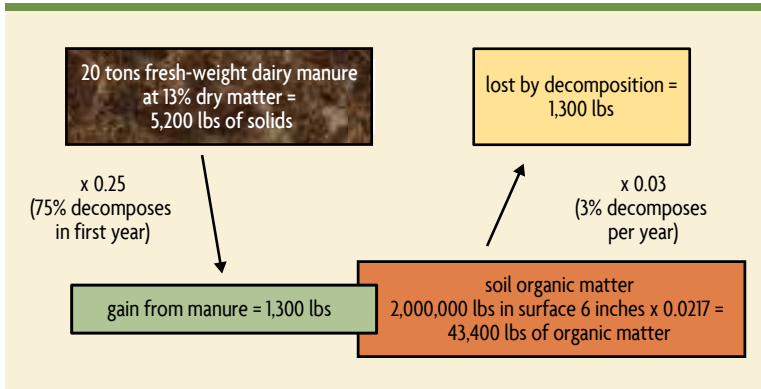 20 tons fresh-weight dairy manure
at 13% dry matter =
5,200 lbs of solids
lost by decomposition =
1,300 lbs
x 0.25
(75% decomposes
in first year)
x 0.03
(3% decomposes
per year)
gain from manure = 1,300 lbs
soil organic matter
2,000,000 lbs in surface 6 inches x 0.0217 =
43,400 lbs of organic matter